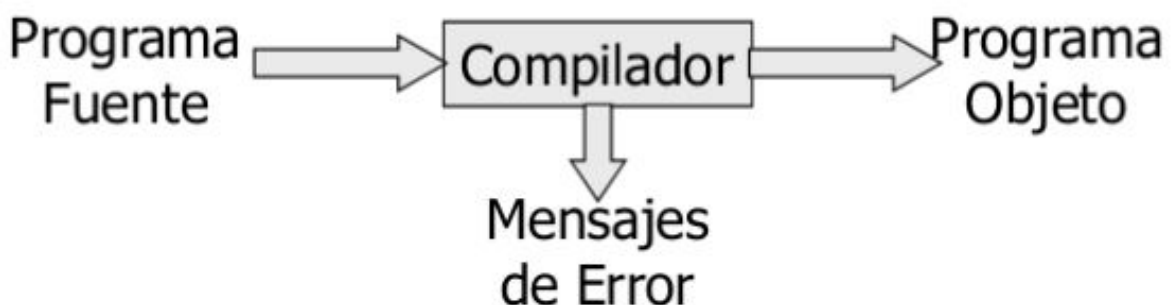 Programa
Fuente
Compilador
Programa
Objeto
Mensajes
de Error